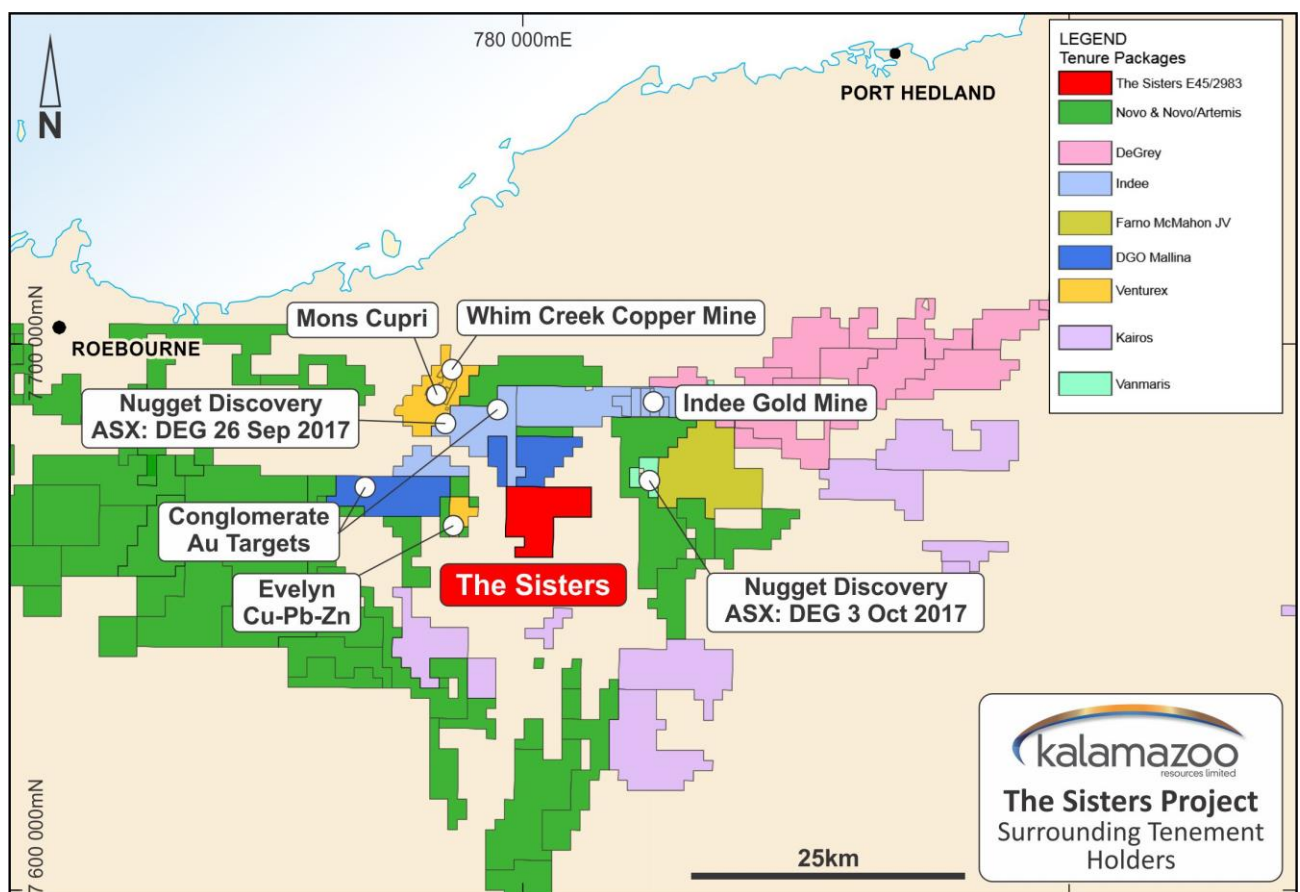 780 000mE
N
PORT HEDLAND
LEGEND
Tenure Packages
The Sisters E45/2983
Novo & Novo/Artemis
DeGrey
Indee
Farno McMahon JV
DGO Mallina
Venturex
Kairos
Vanmaris
7 700 000mN
ROEBOURNE
Mons Cupri
Whim Creek Copper Mine
Nugget Discovery
ASX: DEG 26 Sep 2017
Indee Gold Mine
Conglomerate
Au Targets
Evelyn
Cu-Pb-Zn
The Sisters
Nugget Discovery
ASX: DEG 3 Oct 2017
7 600 000mN
25km
kalamazoo
resources limited
The Sisters Project
Surrounding Tenement
Holders